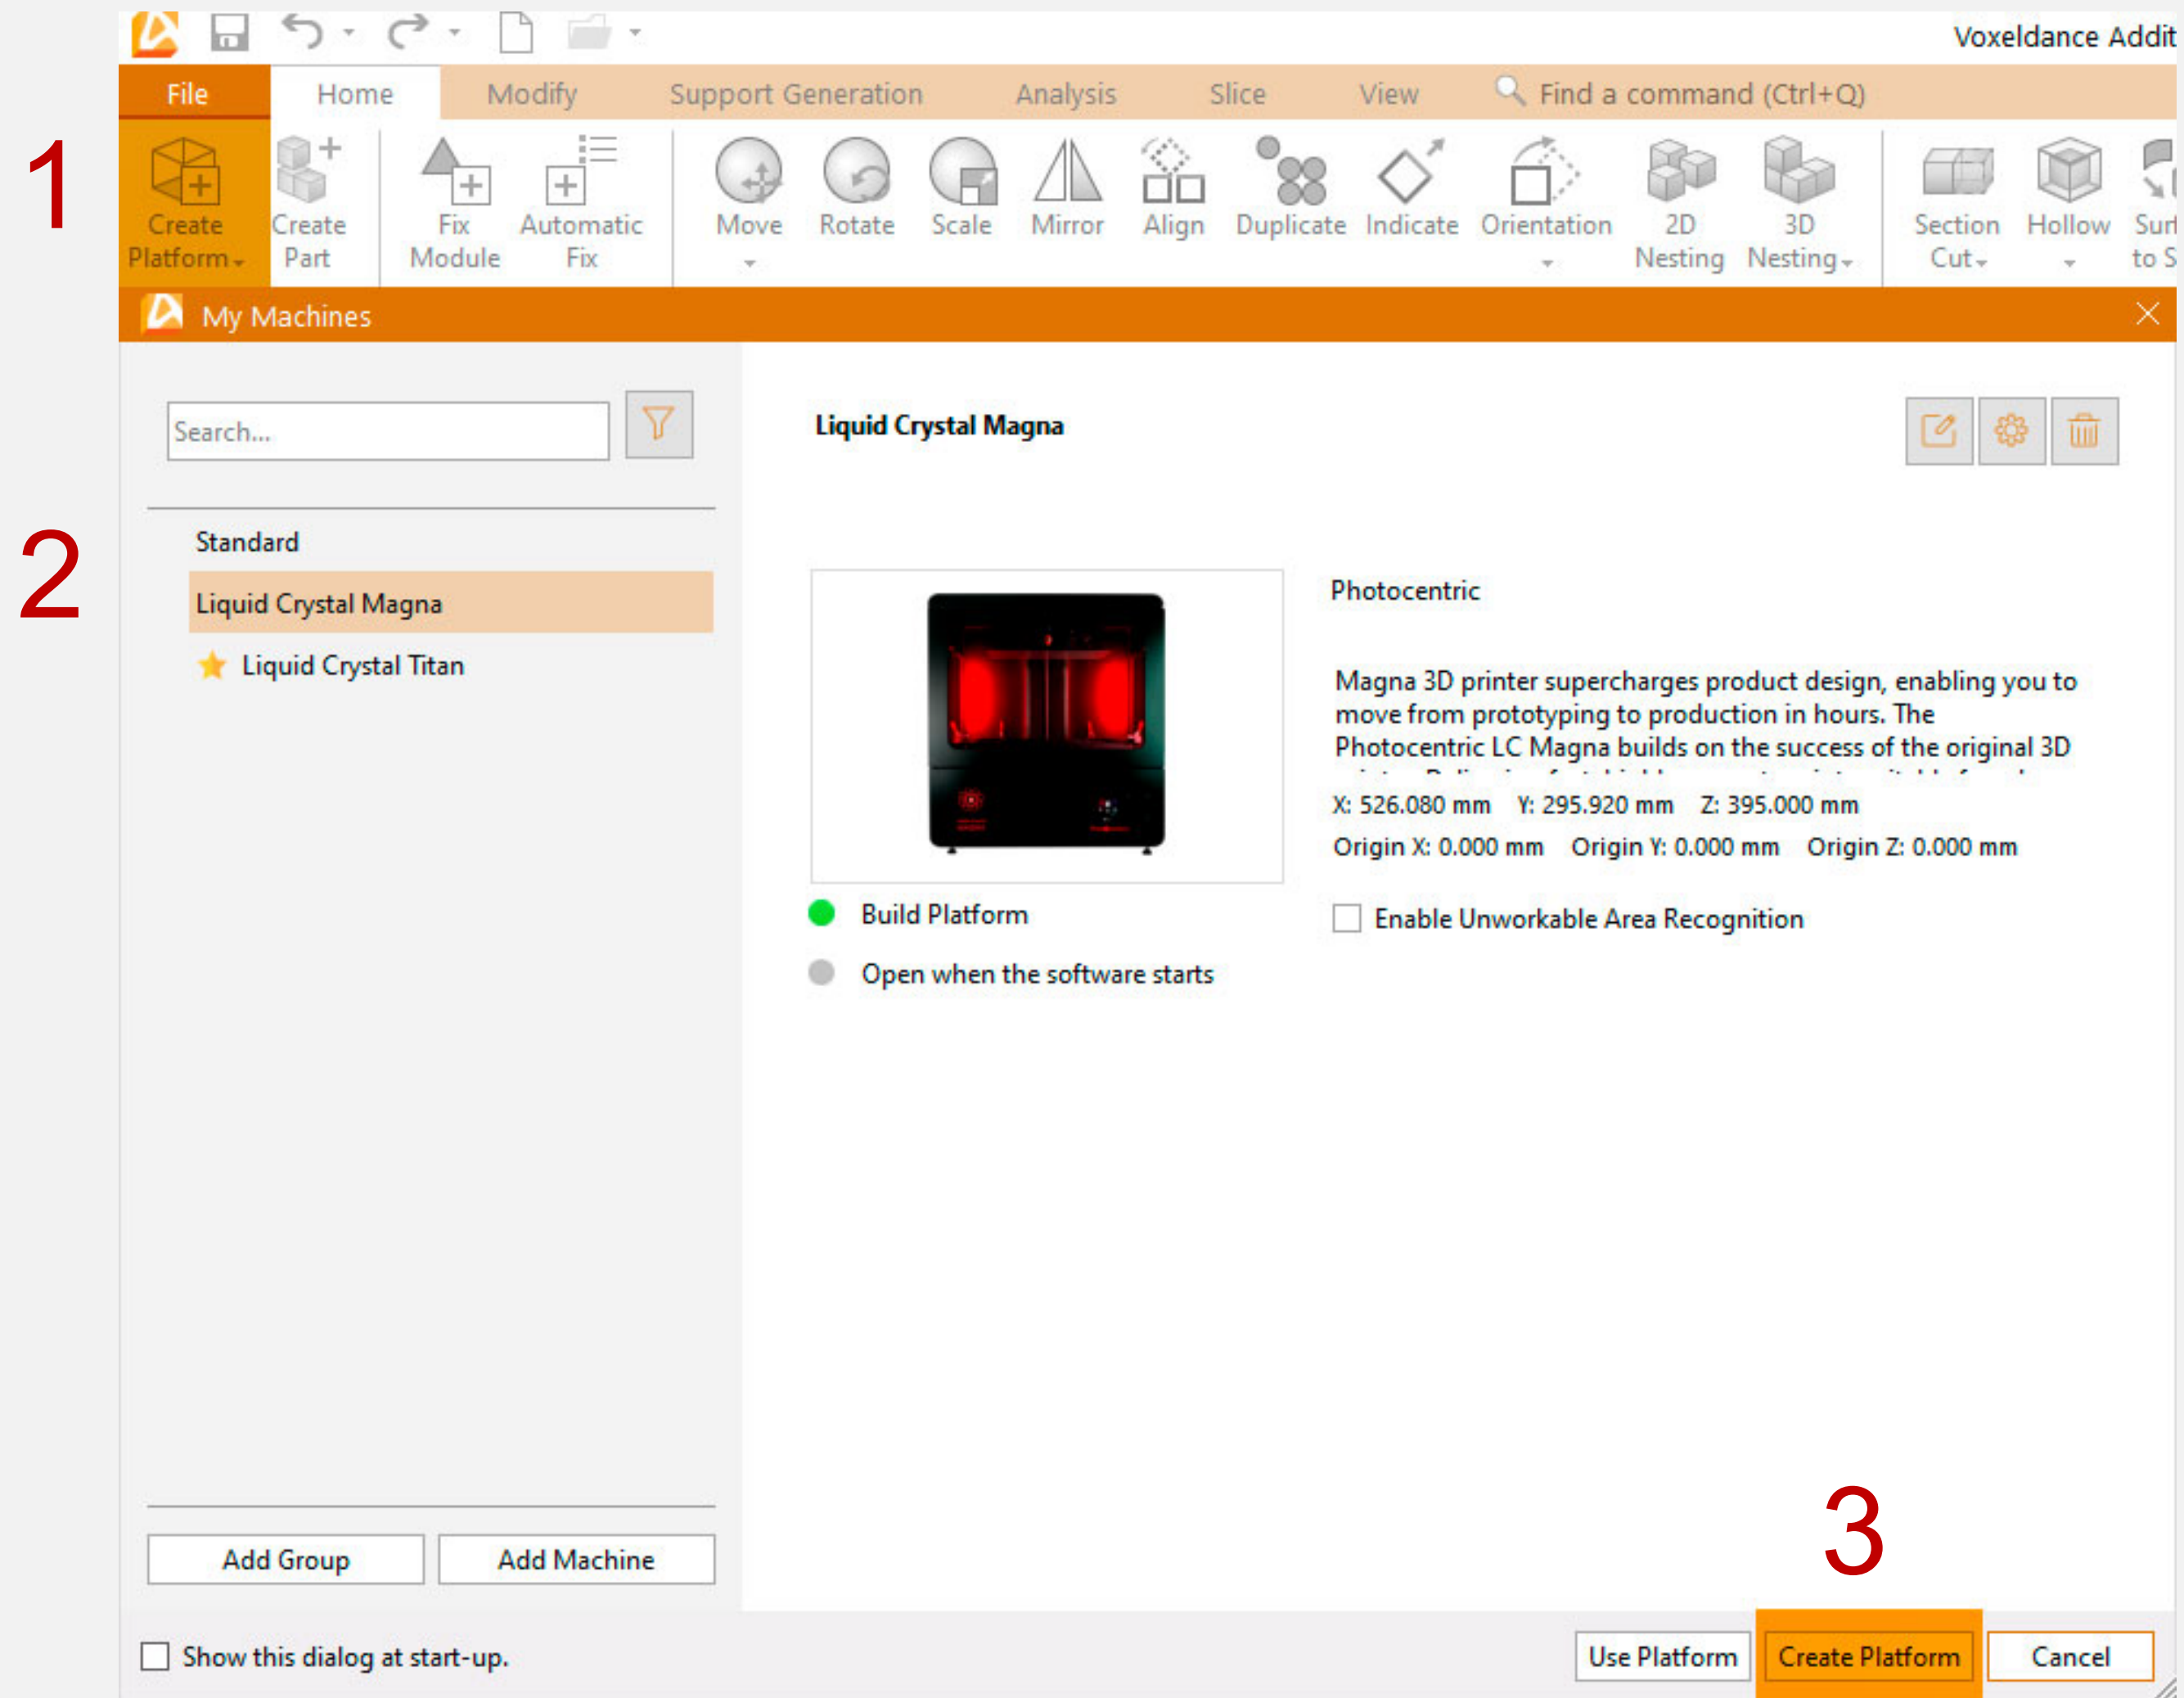 Voxeldance Addit
File Home Modify Support Generation Analysis Slice View Find a command (Ctrl+Q)
1
Create Platform
Create Part
Fix Module
Automatic Fix
Move
Rotate
Scale
Mirror
Align
Duplicate
Indicate
Orientation
2D Nesting
3D Nesting
Section Cut
Hollow
to S
My Machines
Search...
Liquid Crystal Magna
2
Standard
Liquid Crystal Magna
Liquid Crystal Titan
Photocentric
Magna 3D printer supercharges product design, enabling you to
move from prototyping to production in hours. The
Photocentric LC Magna builds on the success of the original 3D
X: 526.080 mm Y: 295.920 mm Z: 395.000 mm
Origin X: 0.000 mm Origin Y: 0.000 mm Origin Z: 0.000 mm
Build Platform
Enable Unworkable Area Recognition
Open when the software starts
3
Add Group Add Machine
Show this dialog at start-up.
Use Platform Create Platform Cancel